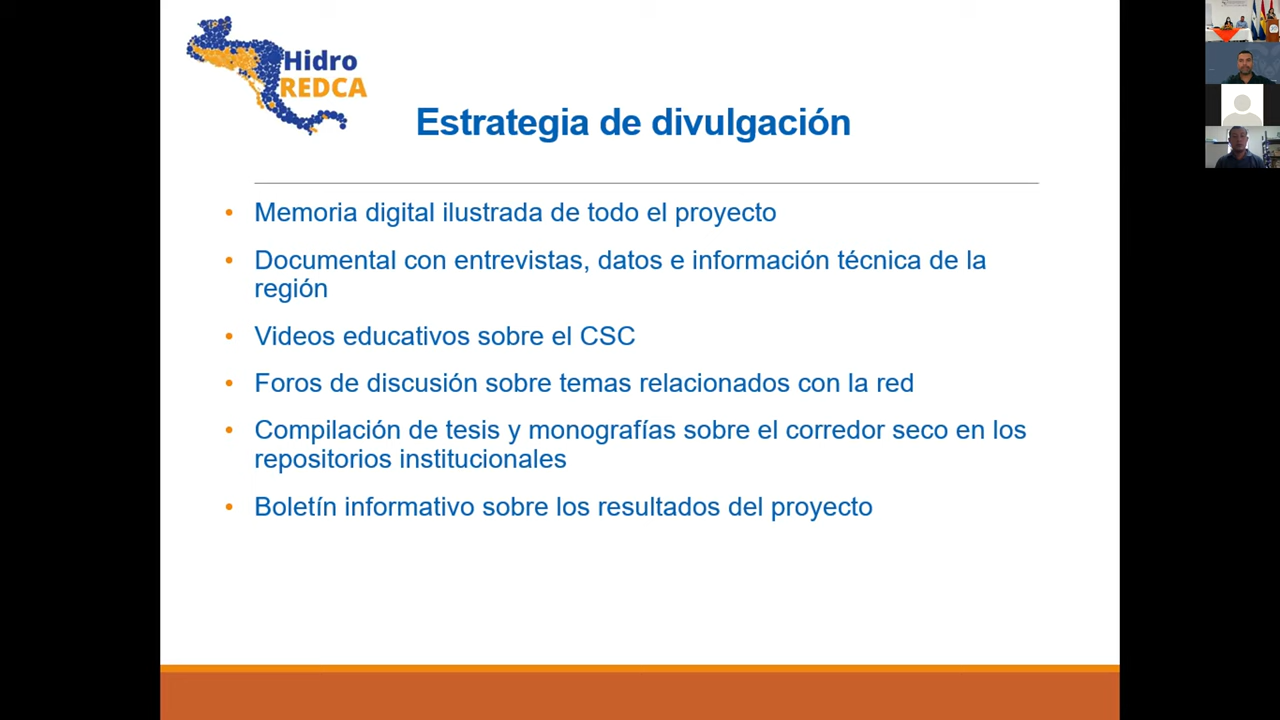 Hidro
REDCA
Estrategia de divulgación
• Memoria digital ilustrada de todo el proyecto
• Documental con entrevistas, datos e información técnica de la
región
• Videos educativos sobre el CSC
• Foros de discusión sobre temas relacionados con la red
• Compilación de tesis y monografías sobre el corredor seco en los
repositorios institucionales
• Boletín informativo sobre los resultados del proyecto